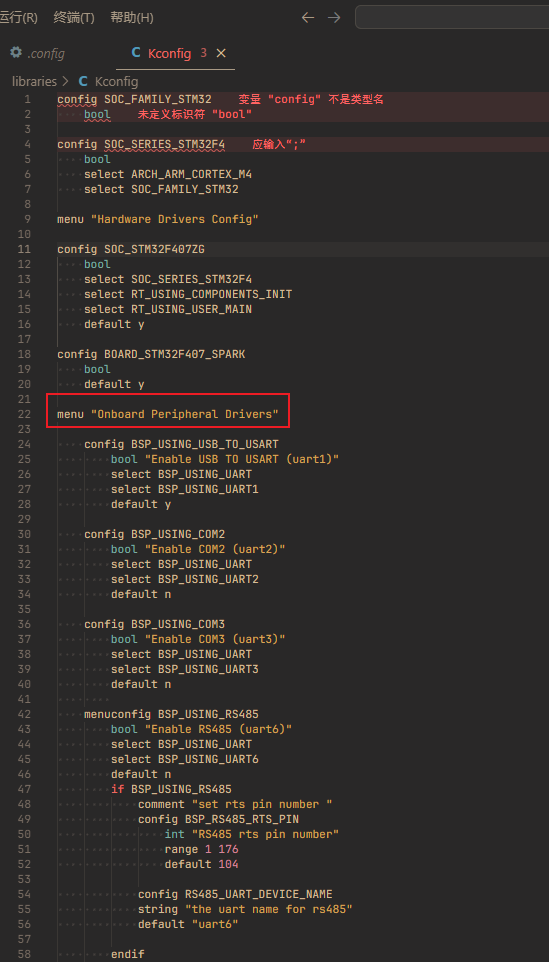 运行(R) 终端(T) 帮助(H)
.config
C Kconfig 3
libraries > C Kconfig
1 config SOC_FAMILY_STM32 变量 "config" 不是类型名
2 bool 未定义标识符 "bool"
3
4 config SOC_SERIES_STM32F4 应输入";"
5 bool
6 select ARCH_ARM_CORTEX_M4
7 select SOC_FAMILY_STM32
8
9 menu "Hardware Drivers Config"
10
11 config SOC_STM32F407ZG
12 bool
13 select SOC_SERIES_STM32F4
14 select RT_USING_COMPONENTS_INIT
15 select RT_USING_USER_MAIN
16 default y
17
18 config BOARD_STM32F407_SPARK
19 bool
20 default y
21
22 menu "Onboard Peripheral Drivers"
23
24 config BSP_USING_USB_TO_USART
25 bool "Enable USB TO USART (uart1)"
26 select BSP_USING_UART
27 select BSP_USING_UART1
28 default y
29
30 config BSP_USING_COM2
31 bool "Enable COM2 (uart2)"
32 select BSP_USING_UART
33 select BSP_USING_UART2
34 default n
35
36 config BSP_USING_COM3
37 bool "Enable COM3 (uart3)"
38 select BSP_USING_UART
39 select BSP_USING_UART3
40 default n
41
42 menuconfig BSP_USING_RS485
43 bool "Enable RS485 (uart6)"
44 select BSP_USING_UART
45 select BSP_USING_UART6
46 default n
47 if BSP_USING_RS485
48 comment "set rts pin number "
49 config BSP_RS485_RTS_PIN
50 int "RS485 rts pin number"
51 range 1 176
52 default 104
53
54 config RS485_UART_DEVICE_NAME
55 string "the uart name for rs485"
56 default "uart6"
57
58 endif